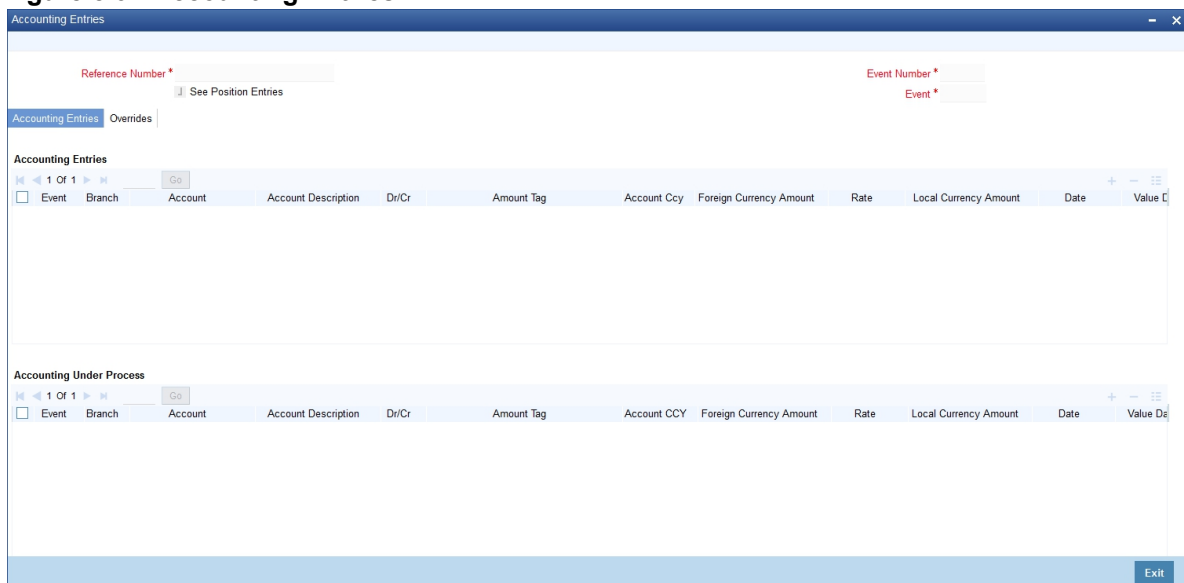 Accounting Entries
Reference Number *
Event Number *
See Position Entries
Event *
Accounting Entries Overrides
Accounting Entries
1 Of 1 Go
Event Branch Account Account Description Dr/Cr Amount Tag Account Ccy Foreign Currency Amount Rate Local Currency Amount Date Value
Accounting Under Process
1 Of 1 Go
Event Branch Account Account Description Dr/Cr Amount Tag Account CCY Foreign Currency Amount Rate Local Currency Amount Date Value Da
Exit